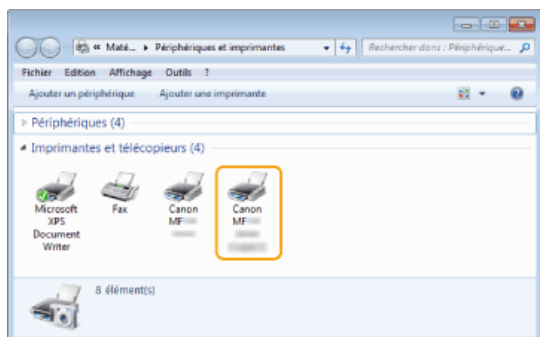 « Maté... ▸ Périphériques et imprimantes
Rechercher dans : Périphérique...
Fichier Edition Affichage Outils ?
Ajouter un périphérique Ajouter une imprimante
Périphériques (4)
Imprimantes et télécopieurs (4)
Microsoft XPS Document Writer
Fax
Canon MF
Canon MF
8 élément(s)